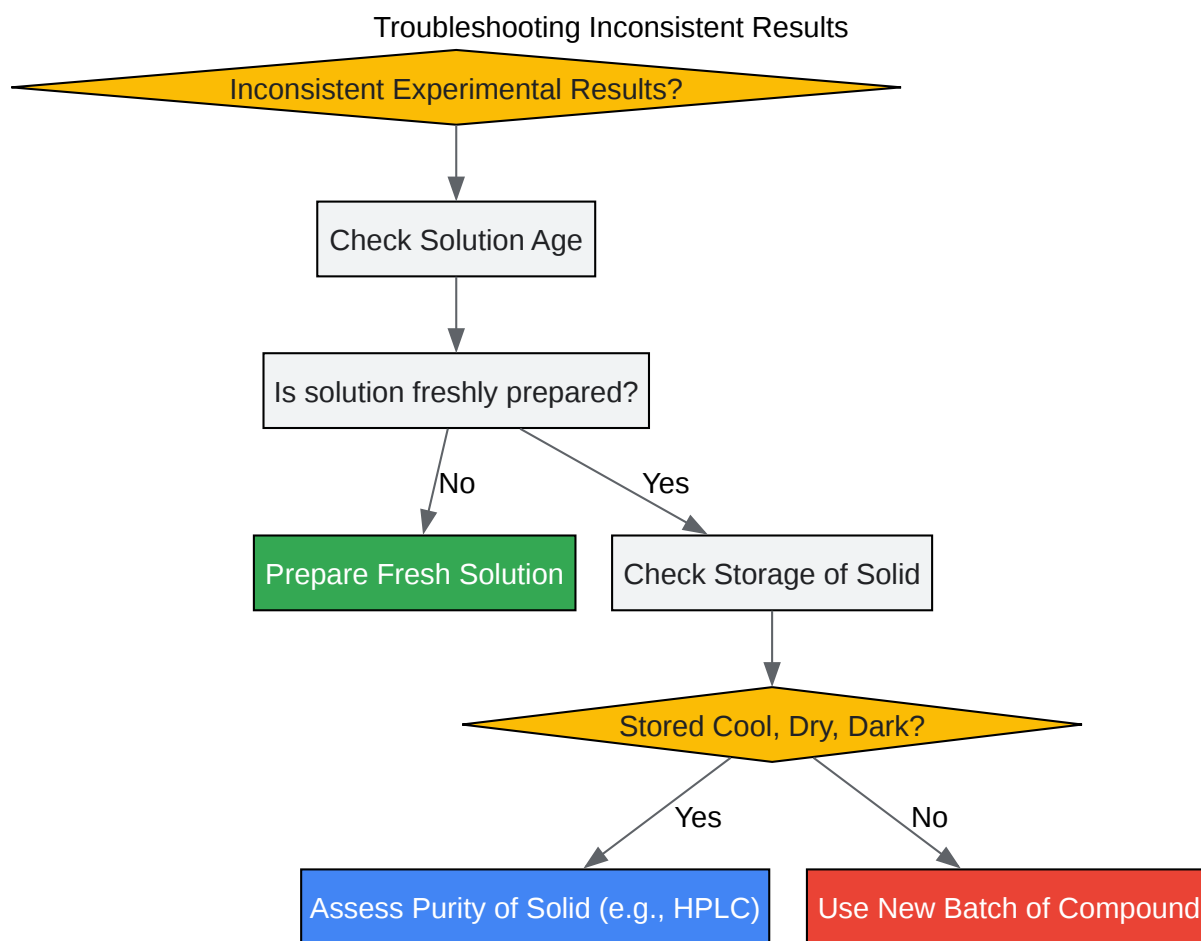 Troubleshooting Inconsistent Results
Inconsistent Experimental Results?
Check Solution Age
Is solution freshly prepared?
No
Yes
Prepare Fresh Solution
Check Storage of Solid
Stored Cool, Dry, Dark?
Yes
No
Assess Purity of Solid (e.g., HPLC)
Use New Batch of Compound